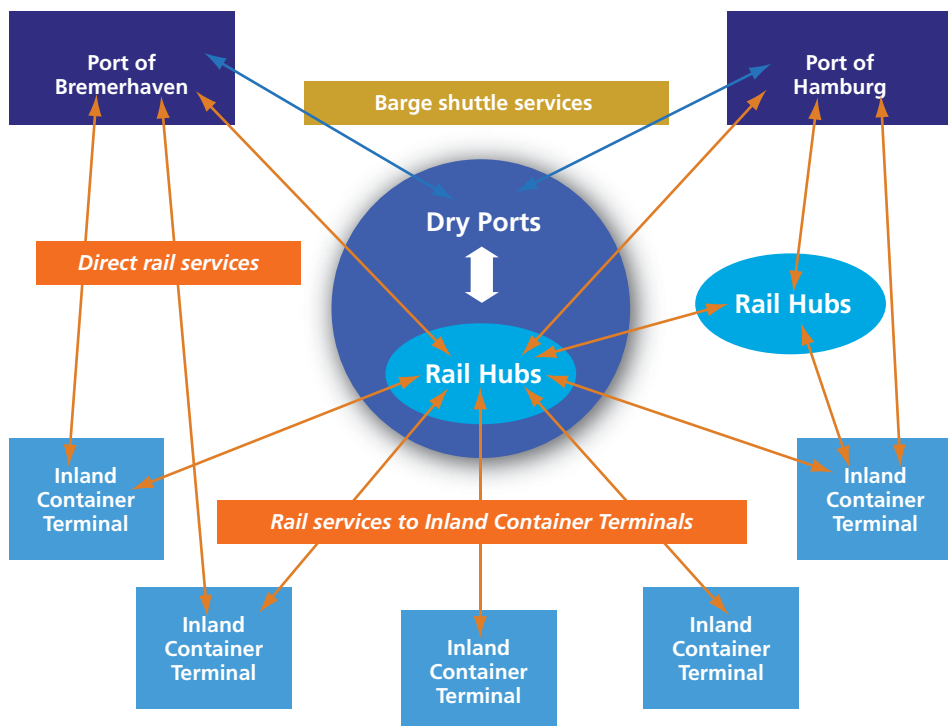 Port of
Bremerhaven
Port of
Hamburg
Barge shuttle services
Dry Ports
Direct rail services
Rail Hubs
Rail Hubs
Inland
Container
Terminal
Inland
Container
Terminal
Rail services to Inland Container Terminals
Inland
Container
Terminal
Inland
Container
Terminal
Inland
Container
Terminal